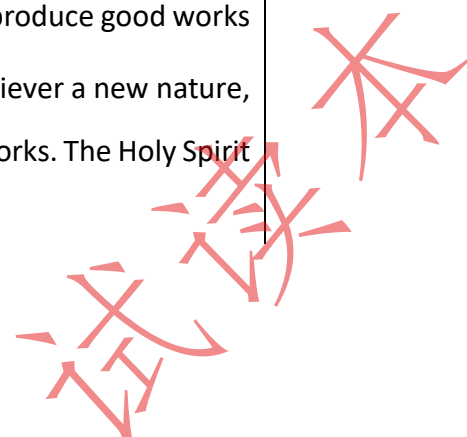 produce good works
iever a new nature,
orks. The Holy Spirit
试读本